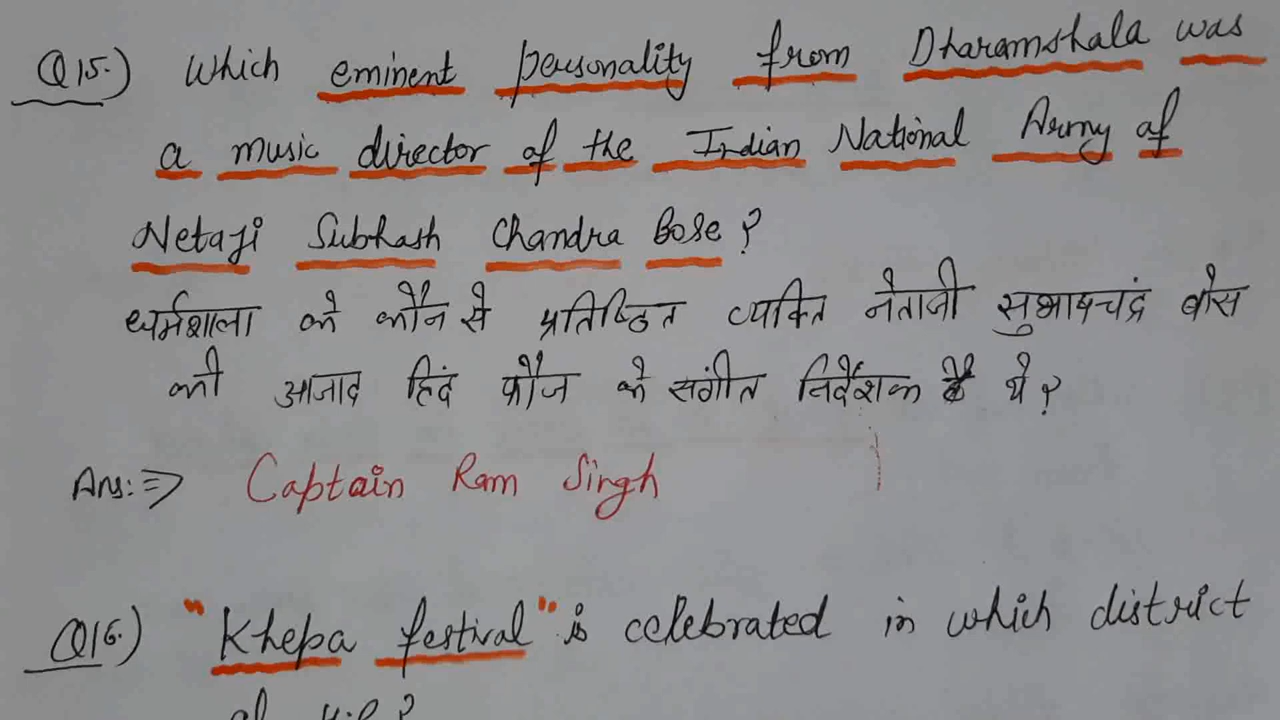 Q15.) Which eminent personality from Dharamshala was
a music director of the Indian National Army of
Netaji Subhash Chandra Bose?
धर्मशाला के कौन से प्रतिष्ठित व्यक्ति नेताजी सुभाषचंद्र बोस
की आजाद हिंद फौज के संगीत निर्देशक थे?
Ans:⇒ Captain Ram Singh
Q16.) "Khepa festival" is celebrated in which district
of H.P?